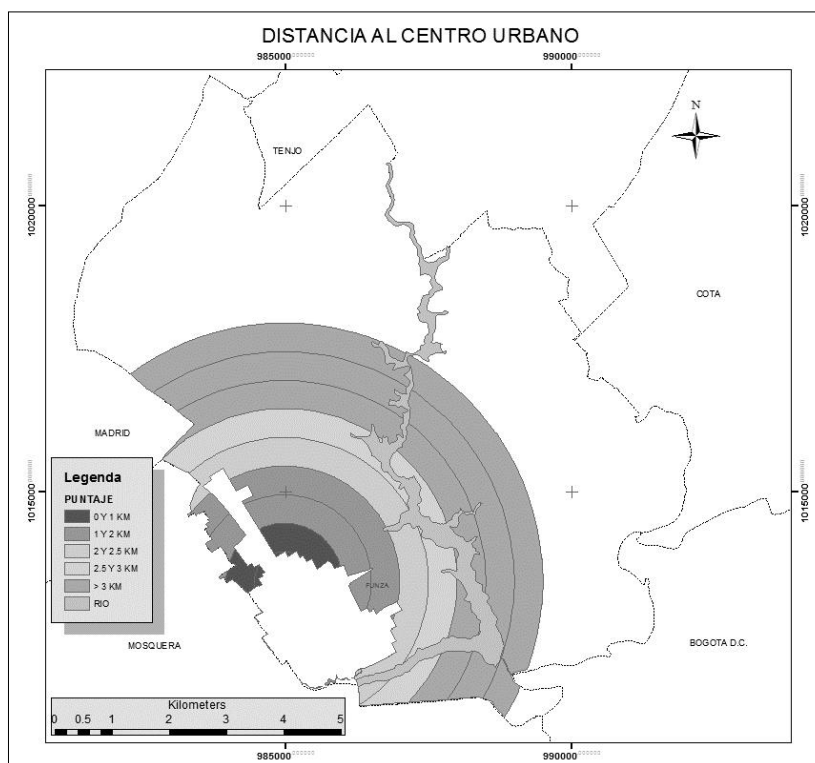 DISTANCIA AL CENTRO URBANO
985000 990000
N
TENJO
1020000 1020000
COTA
MADRID
Legenda
PUNTAJE
0 Y 1 KM
1 Y 2 KM
2 Y 2.5 KM
2.5 Y 3 KM
> 3 KM
RIO
1015000 1015000
FUNZA
MOSQUERA
BOGOTA D.C.
Kilometers
0 0.5 1 2 3 4 5
985000 990000